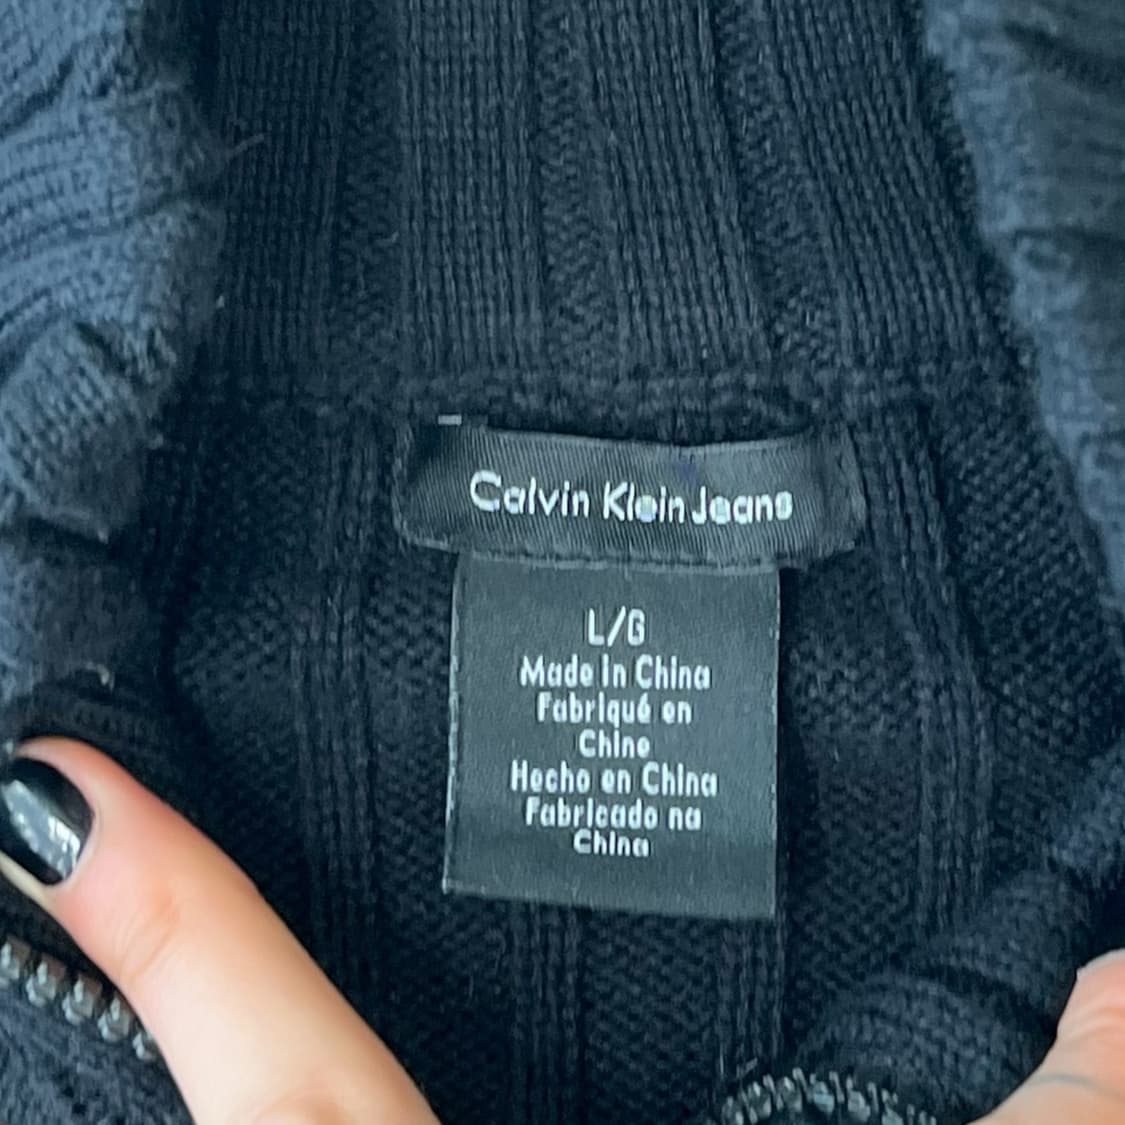 Calvin Klein Jeans
L/G
Made in China
Fabriqué en
Chine
Hecho en China
Fabricado na
China